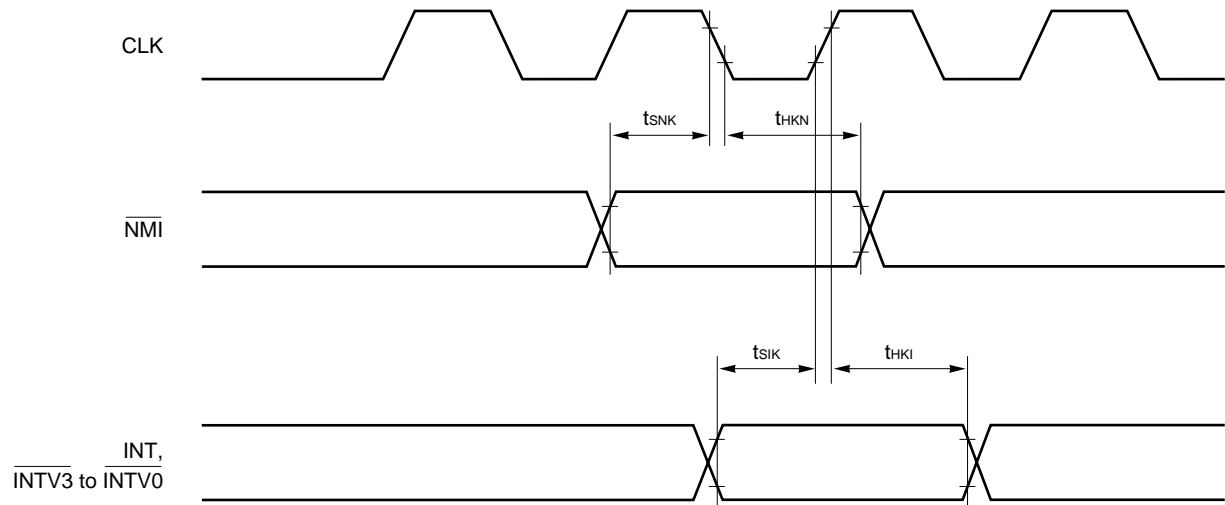 CLK
tSNK
tHKN
NMI
tSIK
tHKI
INT,
INTV3 to INTV0